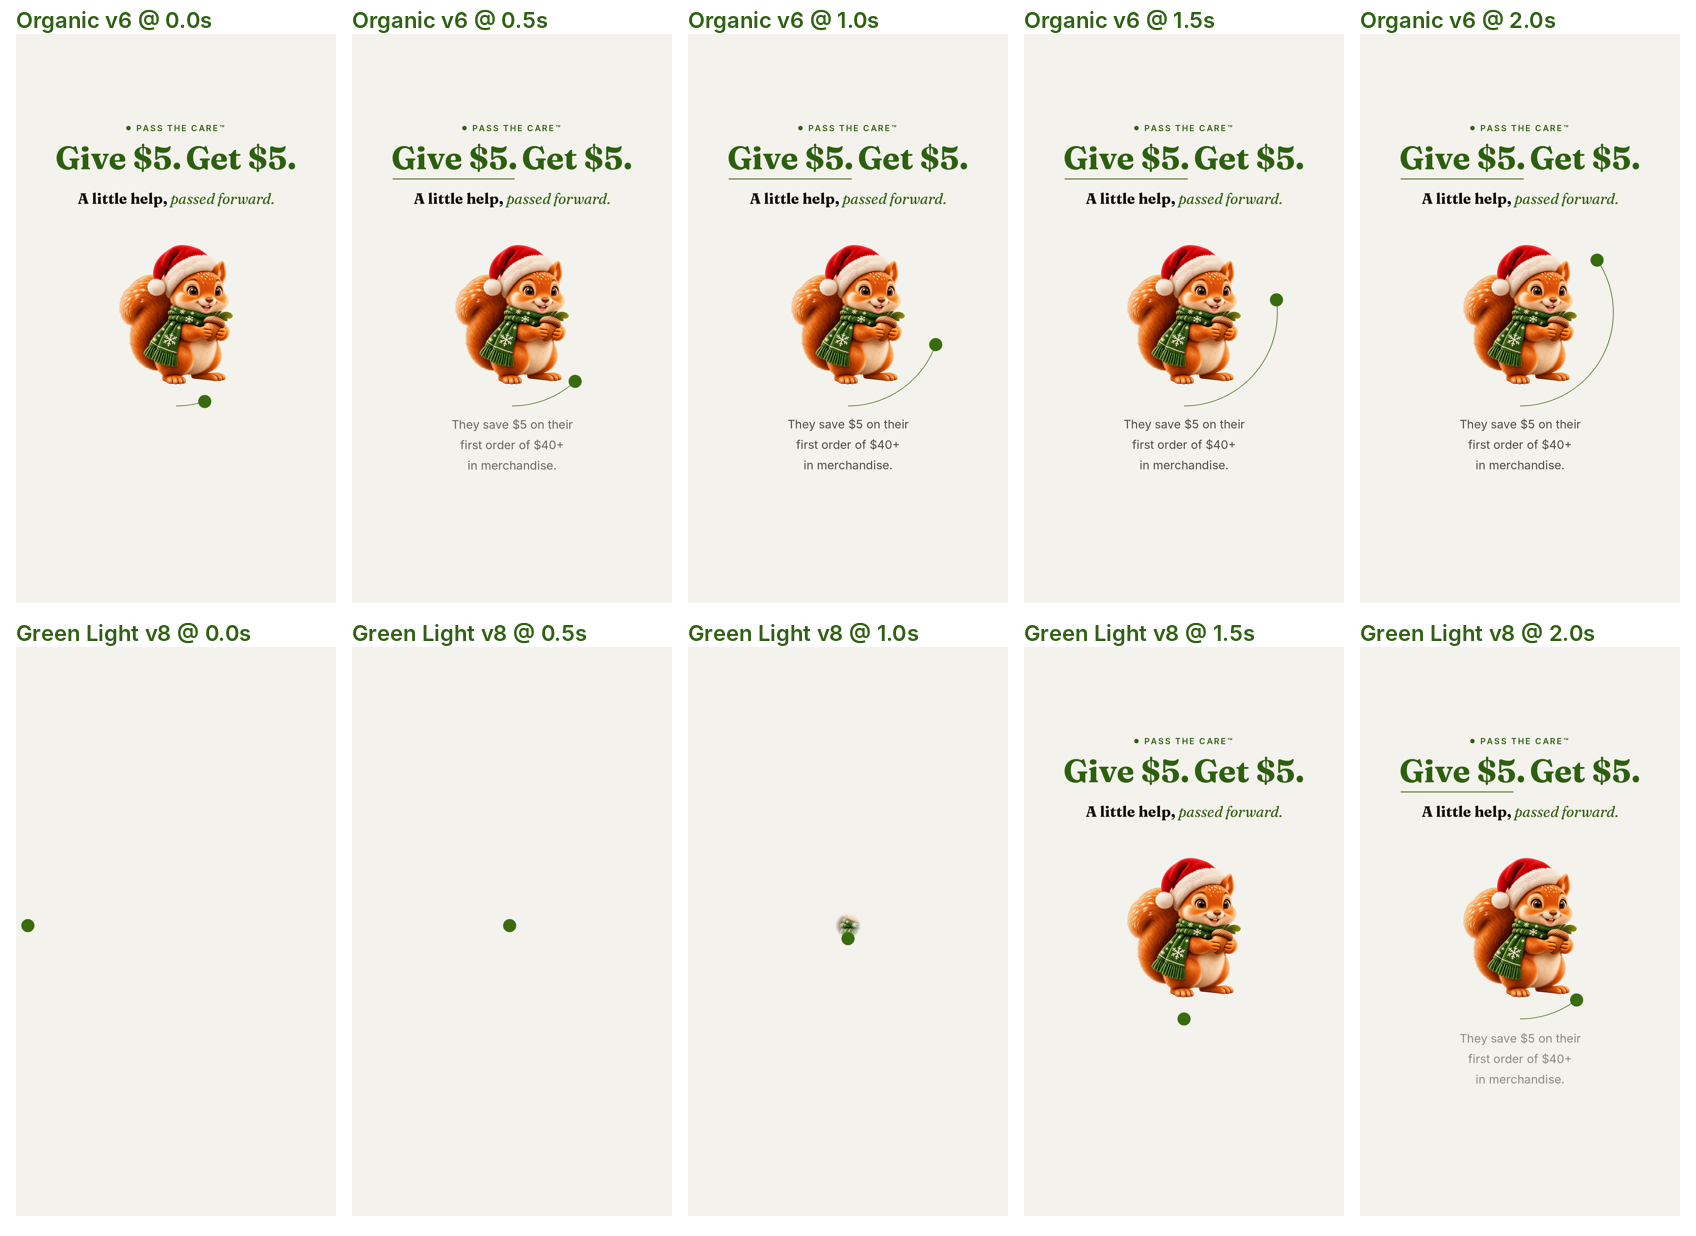 Organic v6 @ 0.0s
PASS THE CARE™
Give $5. Get $5.
A little help, passed forward.
Organic v6 @ 0.5s
PASS THE CARE™
Give $5. Get $5.
A little help, passed forward.
They save $5 on their
first order of $40+
in merchandise.
Organic v6 @ 1.0s
PASS THE CARE™
Give $5. Get $5.
A little help, passed forward.
They save $5 on their
first order of $40+
in merchandise.
Organic v6 @ 1.5s
PASS THE CARE™
Give $5. Get $5.
A little help, passed forward.
They save $5 on their
first order of $40+
in merchandise.
Organic v6 @ 2.0s
PASS THE CARE™
Give $5. Get $5.
A little help, passed forward.
They save $5 on their
first order of $40+
in merchandise.
Green Light v8 @ 0.0s
Green Light v8 @ 0.5s
Green Light v8 @ 1.0s
Green Light v8 @ 1.5s
PASS THE CARE™
Give $5. Get $5.
A little help, passed forward.
Green Light v8 @ 2.0s
PASS THE CARE™
Give $5. Get $5.
A little help, passed forward.
They save $5 on their
first order of $40+
in merchandise.